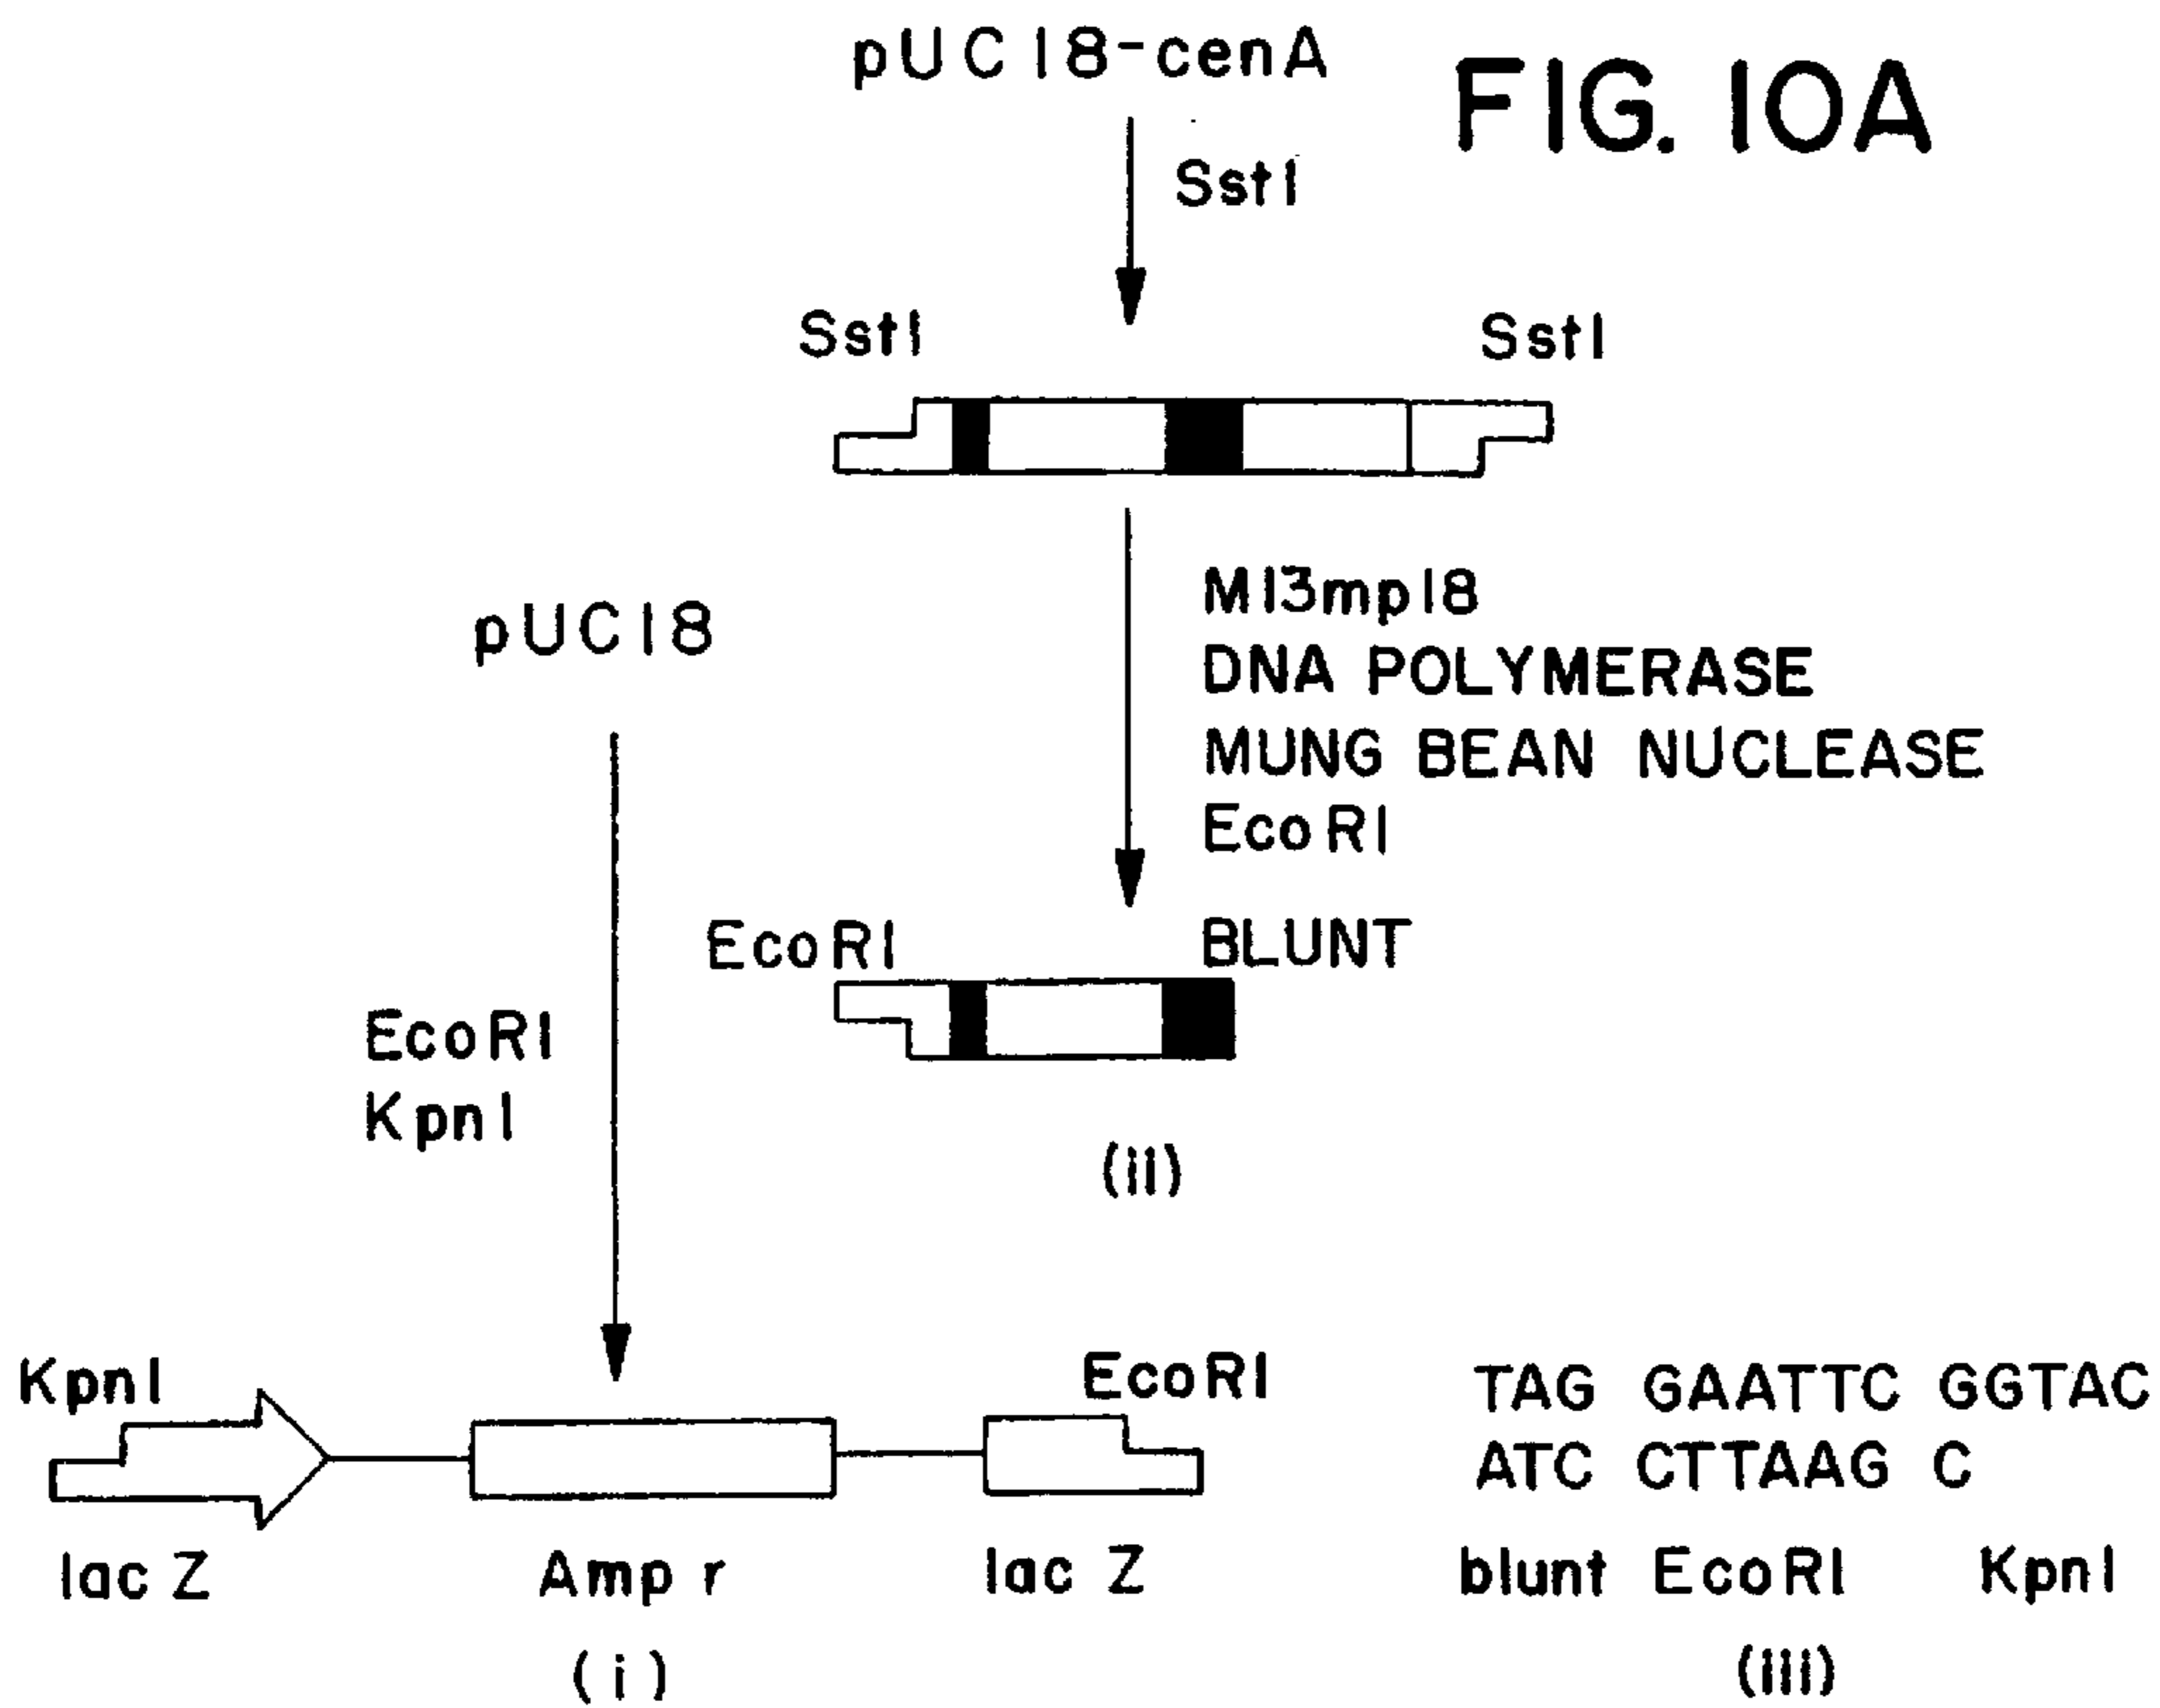 pUC18-cenA
FIG. 10A
SstI
SstI
SstI
M13mp18
DNA POLYMERASE
MUNG BEAN NUCLEASE
EcoRI
pUC18
EcoRI
KpnI
EcoRI
BLUNT
(ii)
KpnI
EcoRI
lacZ
Amp r
lac Z
(i)
TAG GAATTC GGTAC
ATC CTTAAG C
blunt EcoRI KpnI
(iii)